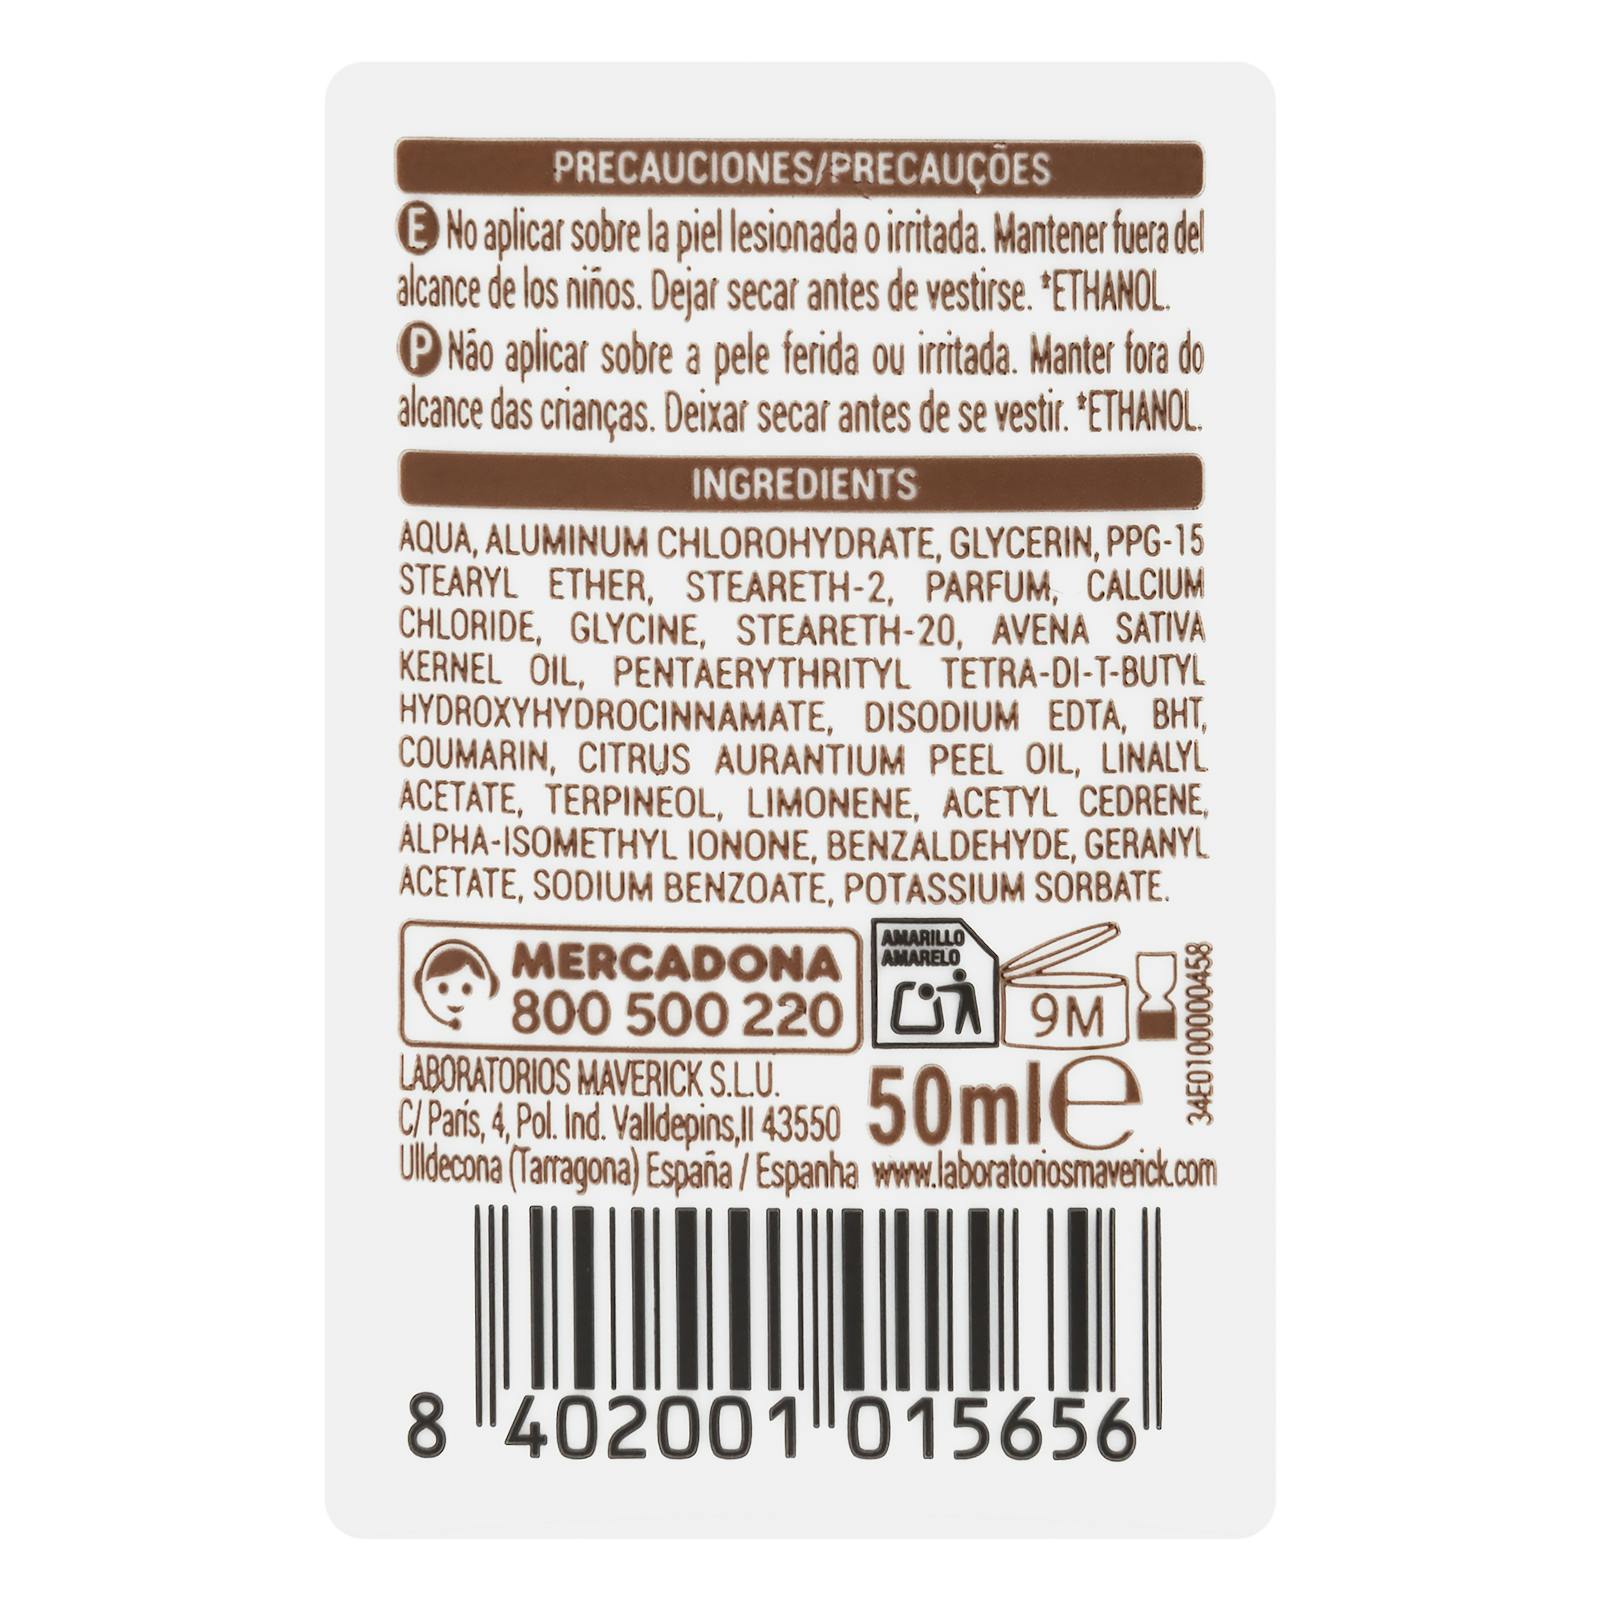 PRECAUCIONES/PRECAUÇÕES
E No aplicar sobre la piel lesionada o irritada. Mantener fuera del
alcance de los niños. Dejar secar antes de vestirse. *ETHANOL.
P Não aplicar sobre a pele ferida ou irritada. Manter fora do
alcance das crianças. Deixar secar antes de se vestir. *ETHANOL.
INGREDIENTS
AQUA, ALUMINUM CHLOROHYDRATE, GLYCERIN, PPG-15
STEARYL ETHER, STEARETH-2, PARFUM, CALCIUM
CHLORIDE, GLYCINE, STEARETH-20, AVENA SATIVA
KERNEL OIL, PENTAERYTHRITYL TETRA-DI-T-BUTYL
HYDROXYHYDROCINNAMATE, DISODIUM EDTA, BHT,
COUMARIN, CITRUS AURANTIUM PEEL OIL, LINALYL
ACETATE, TERPINEOL, LIMONENE, ACETYL CEDRENE,
ALPHA-ISOMETHYL IONONE, BENZALDEHYDE, GERANYL
ACETATE, SODIUM BENZOATE, POTASSIUM SORBATE.
MERCADONA
800 500 220
AMARILLO
AMARELO
9M
34E0100000458
LABORATORIOS MAVERICK S.L.U.
C/ París, 4, Pol. Ind. Valldepins,II 43550
Ulldecona (Tarragona) España / Espanha
50ml e
www.laboratoriosmaverick.com
8 402001 015656